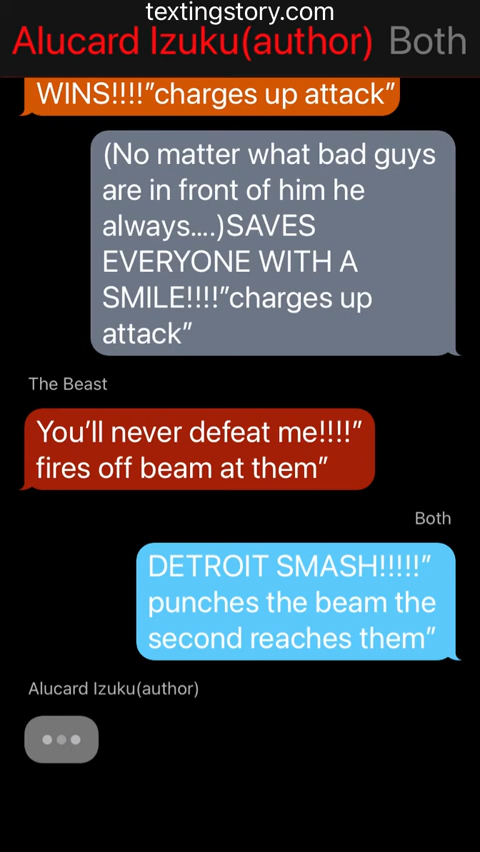 textingstory.com
Alucard Izuku(author) Both
WINS!!!!”charges up attack”
(No matter what bad guys
are in front of him he
always....)SAVES
EVERYONE WITH A
SMILE!!!!”charges up
attack”
The Beast
You’ll never defeat me!!!!”
fires off beam at them”
Both
DETROIT SMASH!!!!!”
punches the beam the
second reaches them”
Alucard Izuku(author)